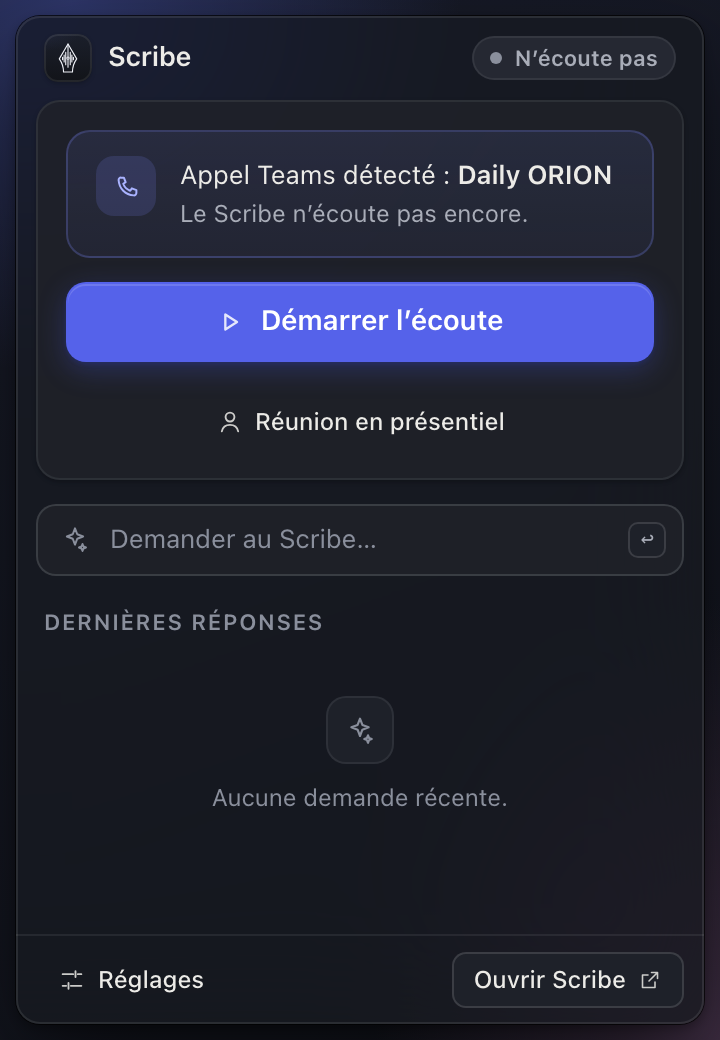 Scribe
N’écoute pas
Appel Teams détecté : Daily ORION
Le Scribe n’écoute pas encore.
Démarrer l’écoute
Réunion en présentiel
Demander au Scribe…
↩
DERNIÈRES RÉPONSES
Aucune demande récente.
Réglages
Ouvrir Scribe